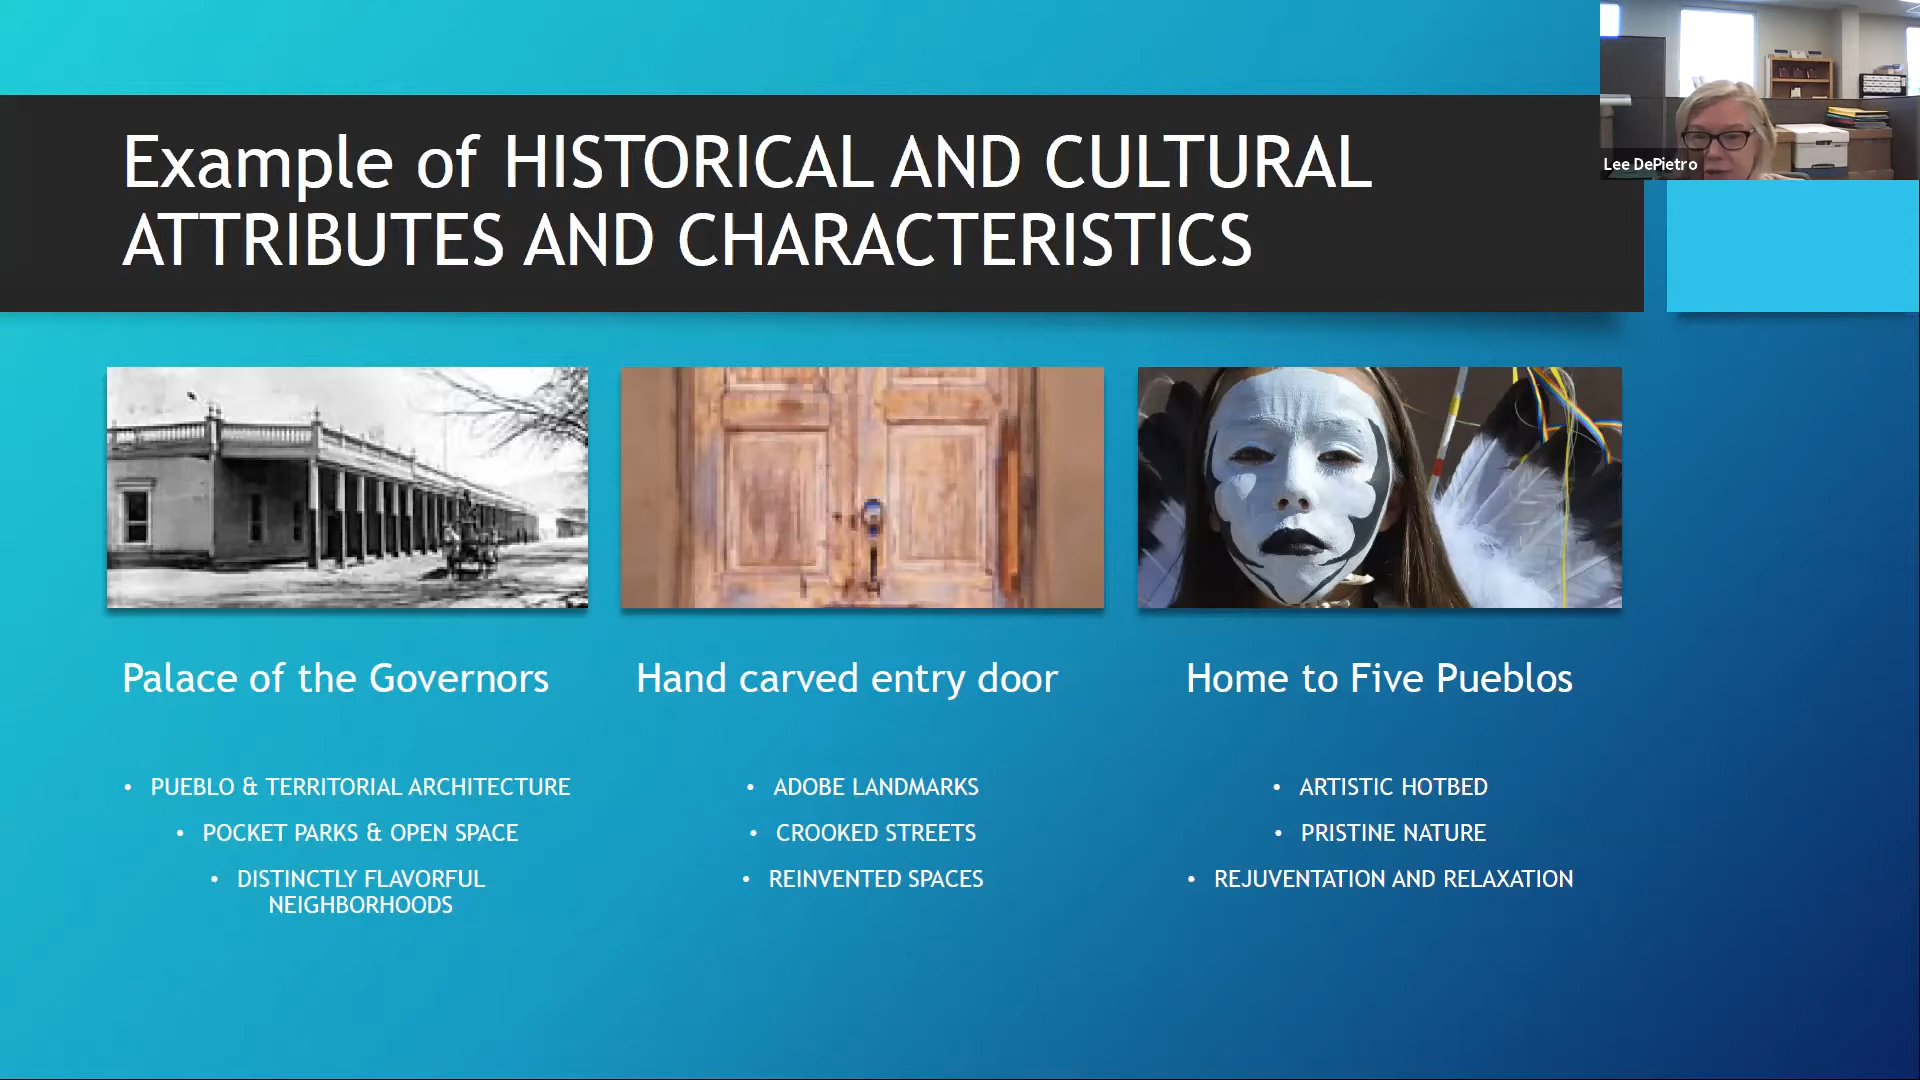 Example of HISTORICAL AND CULTURAL
ATTRIBUTES AND CHARACTERISTICS
Lee DePietro
Palace of the Governors
Hand carved entry door
Home to Five Pueblos
• PUEBLO & TERRITORIAL ARCHITECTURE
• POCKET PARKS & OPEN SPACE
• DISTINCTLY FLAVORFUL
NEIGHBORHOODS
• ADOBE LANDMARKS
• CROOKED STREETS
• REINVENTED SPACES
• ARTISTIC HOTBED
• PRISTINE NATURE
• REJUVENTATION AND RELAXATION